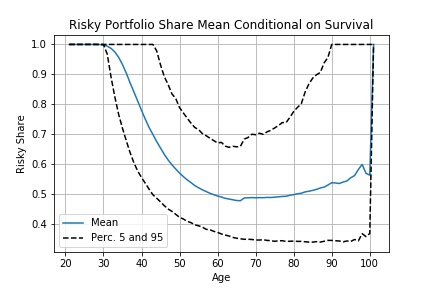 Risky Portfolio Share Mean Conditional on Survival
1.0
0.9
0.8
0.7
0.6
0.5
0.4
Risky Share
Mean
Perc. 5 and 95
20 30 40 50 60 70 80 90 100
Age